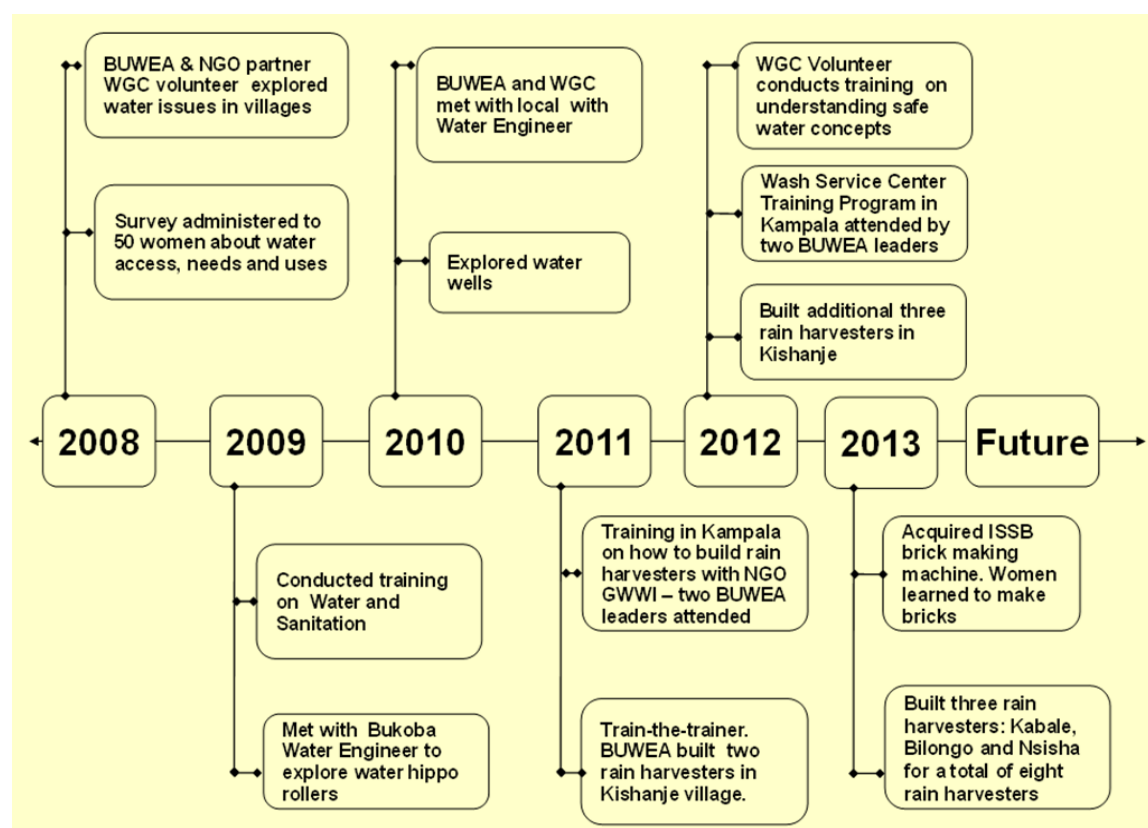 BUWEA & NGO partner
WGC volunteer explored
water issues in villages
Survey administered to
50 women about water
access, needs and uses
BUWEA and WGC
met with local with
Water Engineer
Explored water
wells
WGC Volunteer
conducts training on
understanding safe
water concepts
Wash Service Center
Training Program in
Kampala attended by
two BUWEA leaders
Built additional three
rain harvesters in
Kishanje
2008
2009
2010
2011
2012
2013
Future
Conducted training
on Water and
Sanitation
Met with Bukoba
Water Engineer to
explore water hippo
rollers
Training in Kampala
on how to build rain
harvesters with NGO
GWWI – two BUWEA
leaders attended
Train-the-trainer.
BUWEA built two
rain harvesters in
Kishanje village.
Acquired ISSB
brick making
machine. Women
learned to make
bricks
Built three rain
harvesters: Kabale,
Bilongo and Nsisha
for a total of eight
rain harvesters